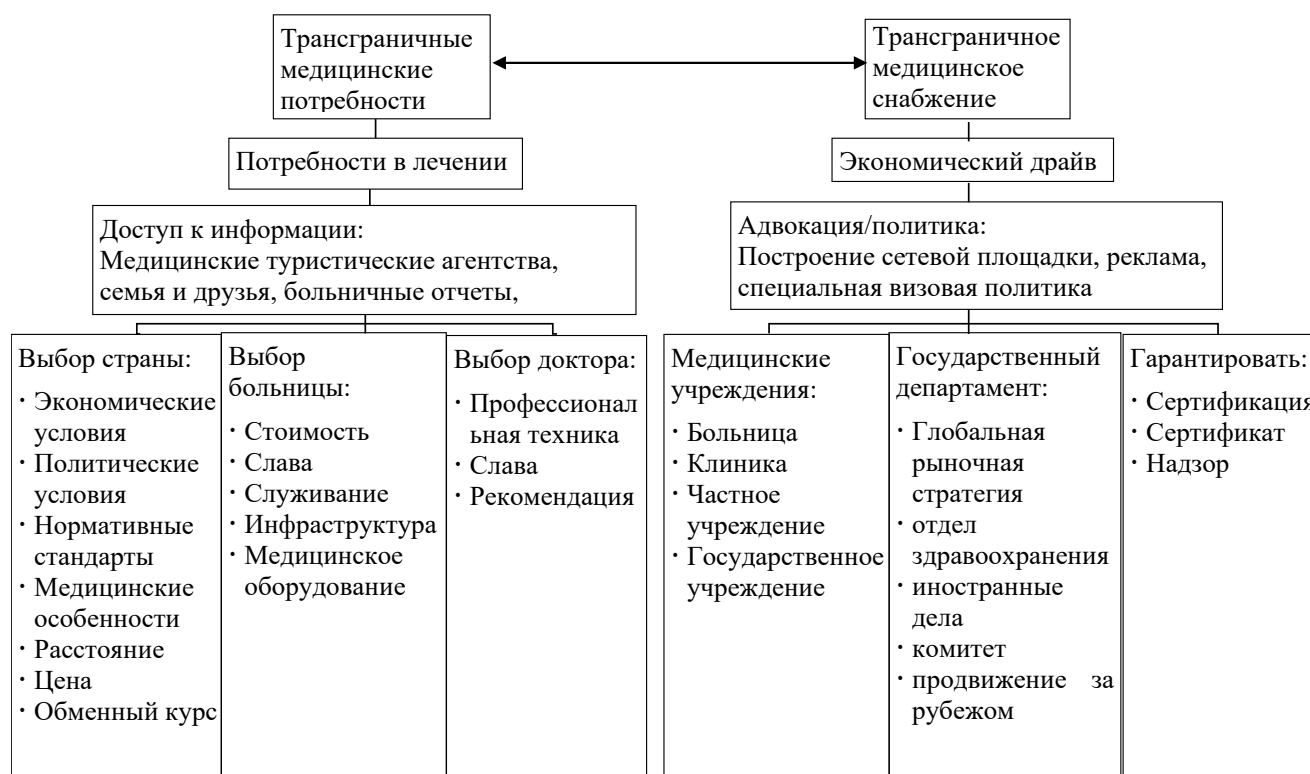 Трансграничные
медицинские
потребности
Трансграничное
медицинское
снабжение
Потребности в лечении
Экономический драйв
Доступ к информации:
Медицинские туристические агентства,
семья и друзья, больничные отчеты,
Адвокация/политика:
Построение сетевой площадки, реклама,
специальная визовая политика
Выбор страны:
· Экономические
условия
· Политические
условия
· Нормативные
стандарты
· Медицинские
особенности
· Расстояние
· Цена
· Обменный курс
Выбор
больницы:
· Стоимость
· Слава
· Служивание
· Инфраструктура
· Медицинское
оборудование
Выбор доктора:
· Профессионал
ьная техника
· Слава
· Рекомендация
Медицинские
учреждения:
· Больница
· Клиника
· Частное
учреждение
· Государственное
учреждение
Государственный
департамент:
· Глобальная
рыночная
стратегия
· отдел
здравоохранения
· иностранные
дела
· комитет
· продвижение за
рубежом
Гарантировать:
· Сертификация
· Сертификат
· Надзор